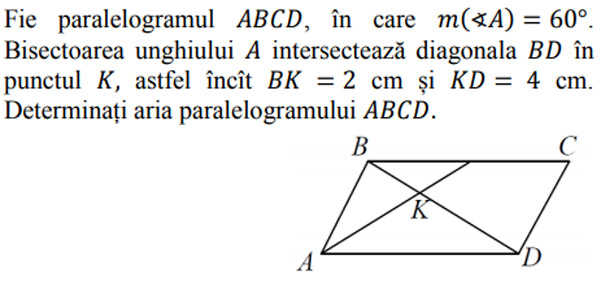 Fie paralelogramul ABCD, în care m(∢A) = 60°.
Bisectoarea unghiului A intersectează diagonala BD în
punctul K, astfel încît BK = 2 cm și KD = 4 cm.
Determinați aria paralelogramului ABCD.
B C
K
A D